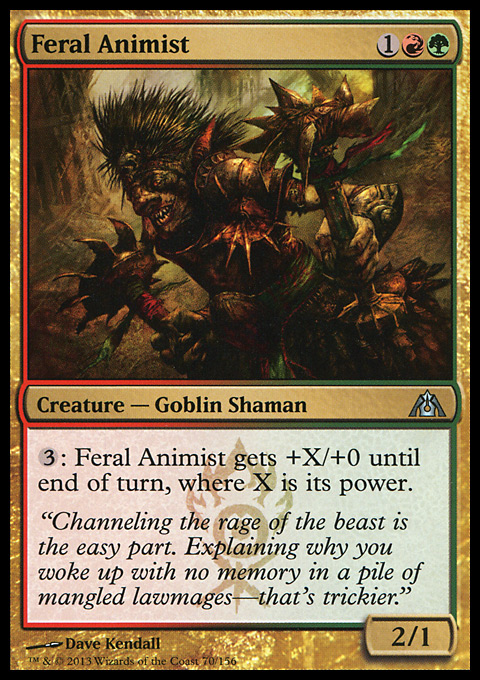 Feral Animist 1
Creature — Goblin Shaman
3: Feral Animist gets +X/+0 until
end of turn, where X is its power.
“Channeling the rage of the beast is
the easy part. Explaining why you
woke up with no memory in a pile of
mangled lawmages—that’s trickier.”
Dave Kendall
2/1
™ & © 2013 Wizards of the Coast 70/156